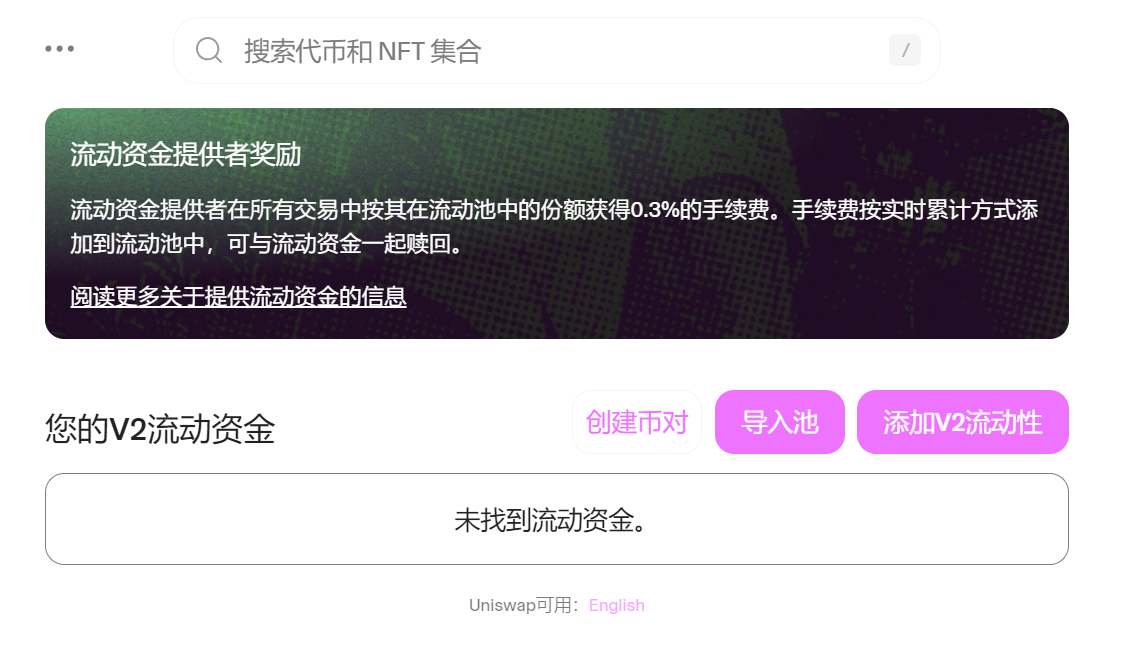 搜索代币和 NFT 集合
/
流动资金提供者奖励
流动资金提供者在所有交易中按其在流动池中的份额获得0.3%的手续费。手续费按实时累计方式添
加到流动池中，可与流动资金一起赎回。
阅读更多关于提供流动资金的信息
您的V2流动资金
创建币对
导入池
添加V2流动性
未找到流动资金。
Uniswap可用：English